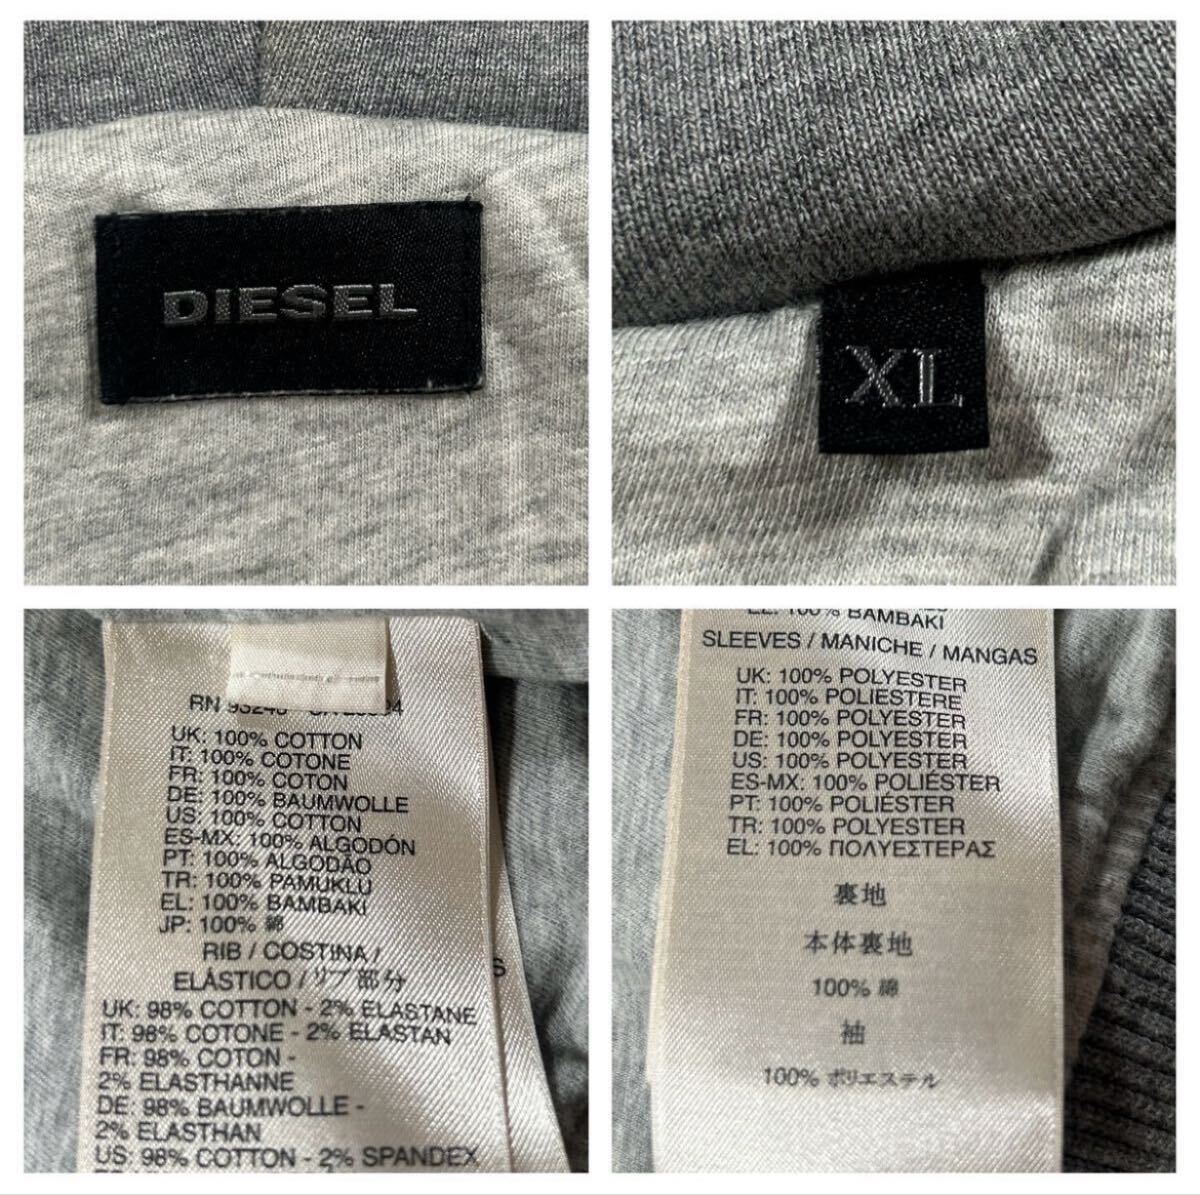 DIESEL
XL
RN 93243
UK: 100% COTTON
IT: 100% COTONE
FR: 100% COTON
DE: 100% BAUMWOLLE
US: 100% COTTON
ES-MX: 100% ALGODÓN
PT: 100% ALGODÃO
TR: 100% PAMUKLU
EL: 100% BAMBAKI
JP: 100% 綿
RIB / COSTINA /
ELÁSTICO / リブ部分
UK: 98% COTTON - 2% ELASTANE
IT: 98% COTONE - 2% ELASTAN
FR: 98% COTON -
2% ELASTHANNE
DE: 98% BAUMWOLLE -
2% ELASTHAN
US: 98% COTTON - 2% SPANDEX
S
EL: 100% BAMBAKI
SLEEVES / MANICHE / MANGAS
UK: 100% POLYESTER
IT: 100% POLIESTERE
FR: 100% POLYESTER
DE: 100% POLYESTER
US: 100% POLYESTER
ES-MX: 100% POLIÉSTER
PT: 100% POLIÉSTER
TR: 100% POLYESTER
EL: 100% ΠΟΛΥΕΣΤΕΡΑΣ
裏地
本体裏地
100% 綿
袖
100% ポリエステル